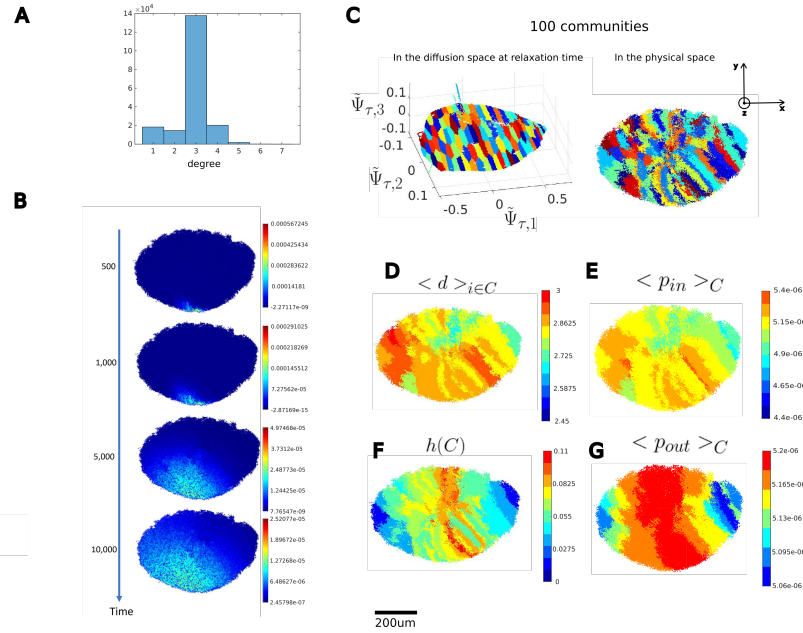 A
14 ×10⁴
12
10
8
6
4
2
0
1 2 3 4 5 6 7
degree
B
500
0.000567245
0.000425434
0.000283622
0.00014181
-2.27117e-09
1,000
0.000291025
0.000218269
0.000145512
7.27562e-05
-2.87169e-15
5,000
4.97468e-05
3.7312e-05
2.48773e-05
1.24425e-05
7.76547e-09
10,000
2.52077e-05
1.89672e-05
1.27268e-05
6.48627e-06
2.45798e-07
Time
C
100 communities
In the diffusion space at relaxation time
In the physical space
Ψ̃τ,3
0.1
0
-0.1
-0.1
0
0.1
Ψ̃τ,2
-0.5
0
0.5
Ψ̃τ,1
y
x
z
D
< d >i∈C
3
2.8625
2.725
2.5875
2.45
E
< pin >C
5.4e-06
5.15e-06
4.9e-06
4.65e-06
4.4e-06
F
h(C)
0.11
0.0825
0.055
0.0275
0
G
< pout >C
5.2e-06
5.165e-06
5.13e-06
5.095e-06
5.06e-06
200um